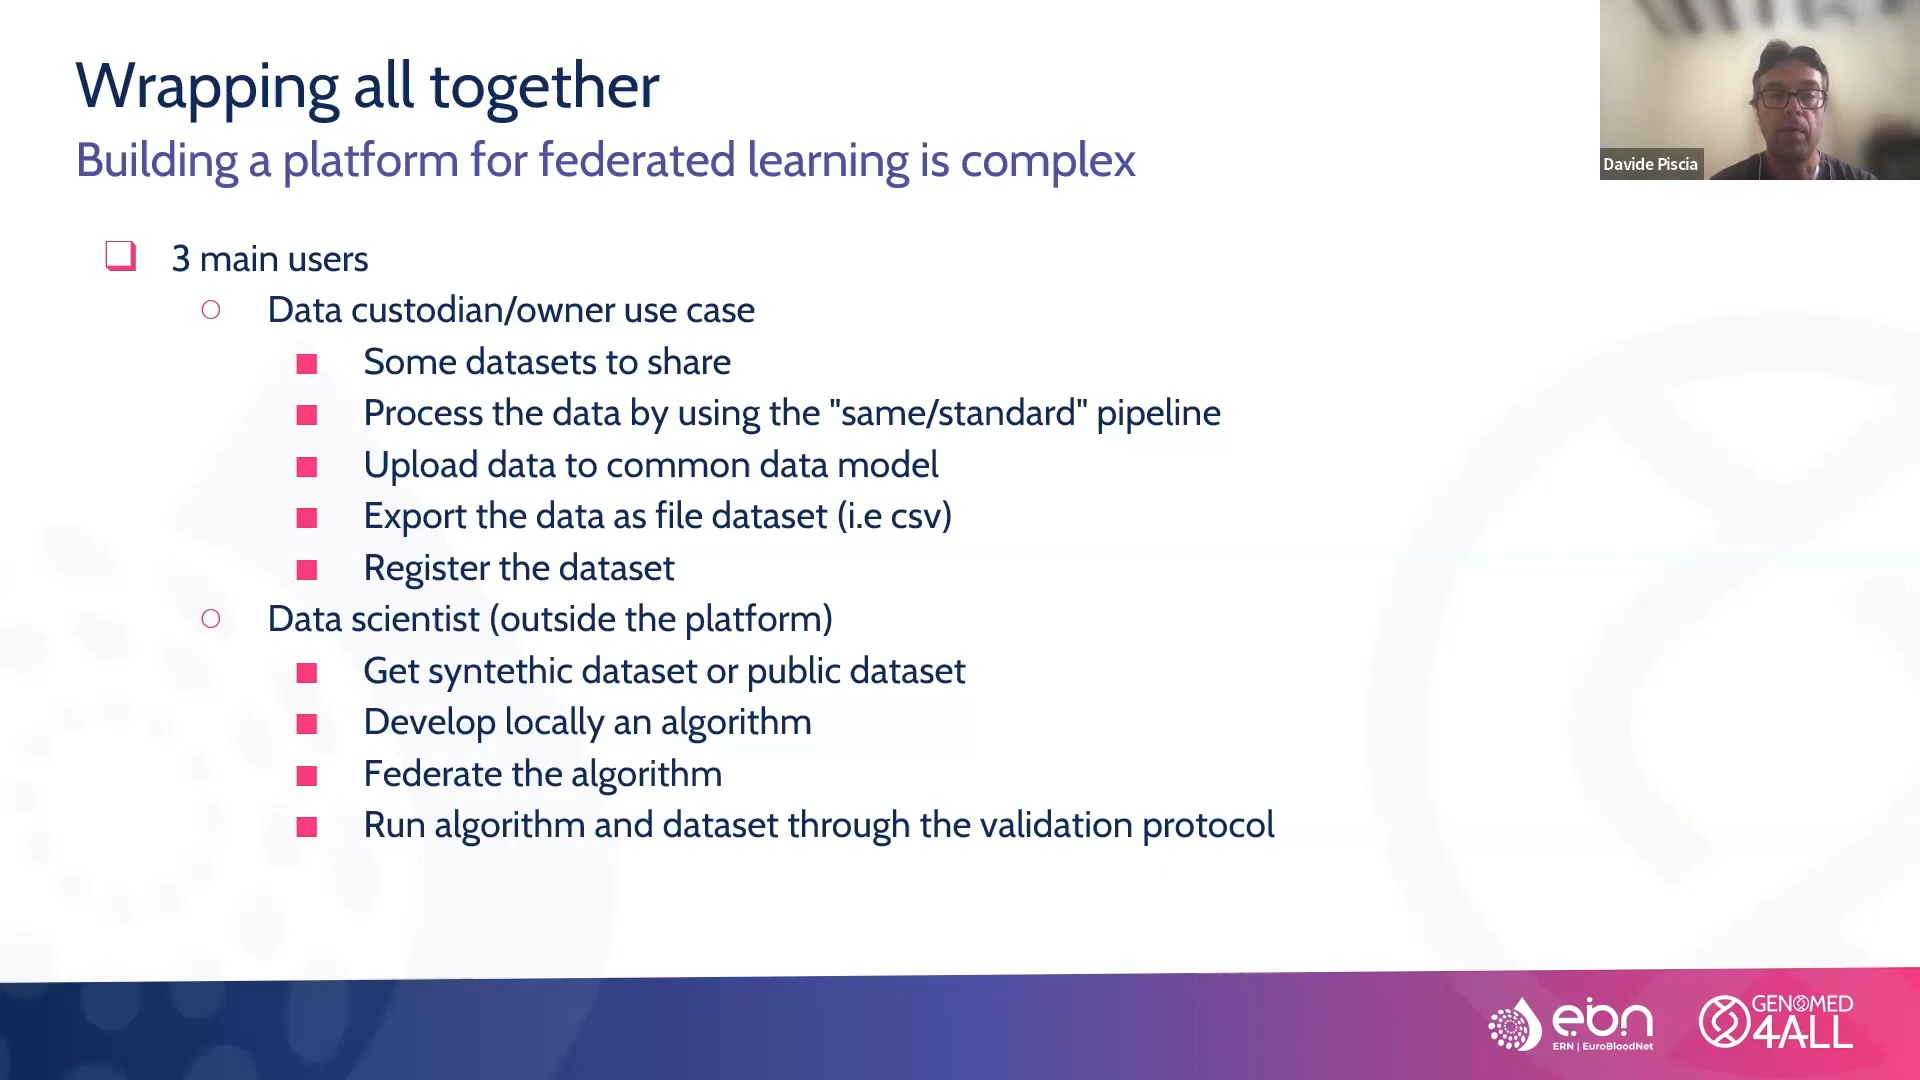 Wrapping all together
Building a platform for federated learning is complex
Davide Piscia
3 main users
Data custodian/owner use case
Some datasets to share
Process the data by using the "same/standard" pipeline
Upload data to common data model
Export the data as file dataset (i.e csv)
Register the dataset
Data scientist (outside the platform)
Get syntethic dataset or public dataset
Develop locally an algorithm
Federate the algorithm
Run algorithm and dataset through the validation protocol
ebn
ERN | EuroBloodNet
GENOMED
4ALL